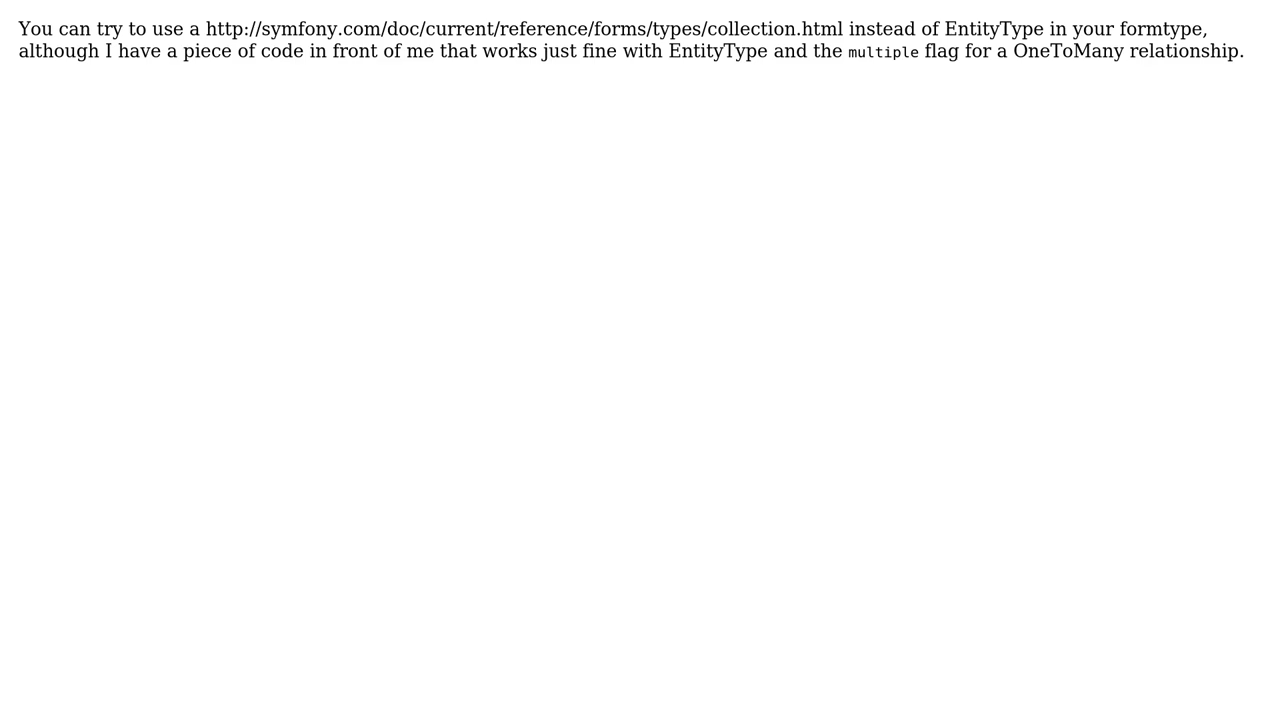 You can try to use a http://symfony.com/doc/current/reference/forms/types/collection.html instead of EntityType in your formtype,
although I have a piece of code in front of me that works just fine with EntityType and the multiple flag for a OneToMany relationship.